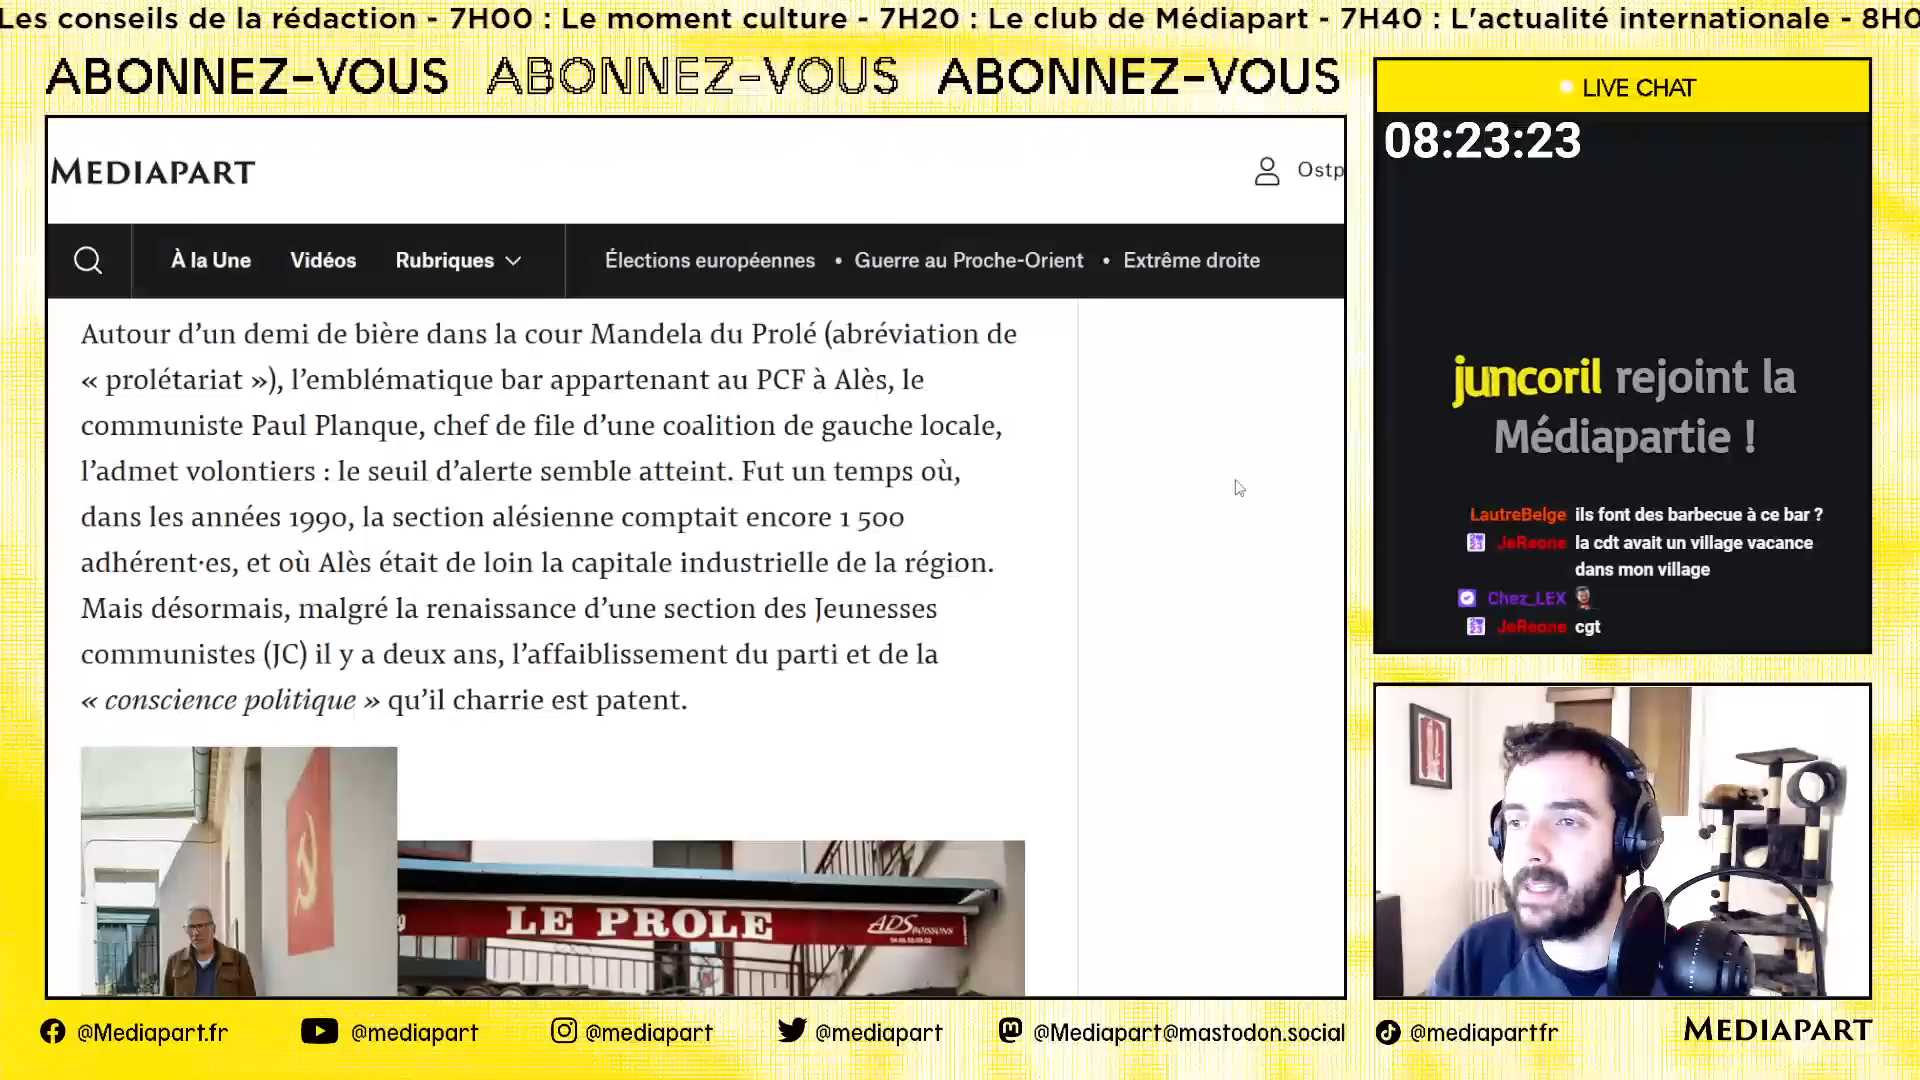 Les conseils de la rédaction - 7H00 : Le moment culture - 7H20 : Le club de Médiapart - 7H40 : L'actualité internationale - 8H0
ABONNEZ-VOUS ABONNEZ-VOUS ABONNEZ-VOUS
LIVE CHAT
08:23:23
MEDIAPART
Ostp
À la Une Vidéos Rubriques Élections européennes • Guerre au Proche-Orient • Extrême droite
Autour d’un demi de bière dans la cour Mandela du Prolé (abréviation de
« prolétariat »), l’emblématique bar appartenant au PCF à Alès, le
communiste Paul Planque, chef de file d’une coalition de gauche locale,
l’admet volontiers : le seuil d’alerte semble atteint. Fut un temps où,
dans les années 1990, la section alésienne comptait encore 1 500
adhérent·es, et où Alès était de loin la capitale industrielle de la région.
Mais désormais, malgré la renaissance d’une section des Jeunesses
communistes (JC) il y a deux ans, l’affaiblissement du parti et de la
« conscience politique » qu’il charrie est patent.
LE PROLE
ADS BOISSONS
juncoril rejoint la
Médiapartie !
LautreBelge ils font des barbecue à ce bar ?
JeReone la cdt avait un village vacance
dans mon village
Chez_LEX
JeReone cgt
@Mediapart.fr @mediapart @mediapart @mediapart @Mediapart@mastodon.social @mediapartfr MEDIAPART